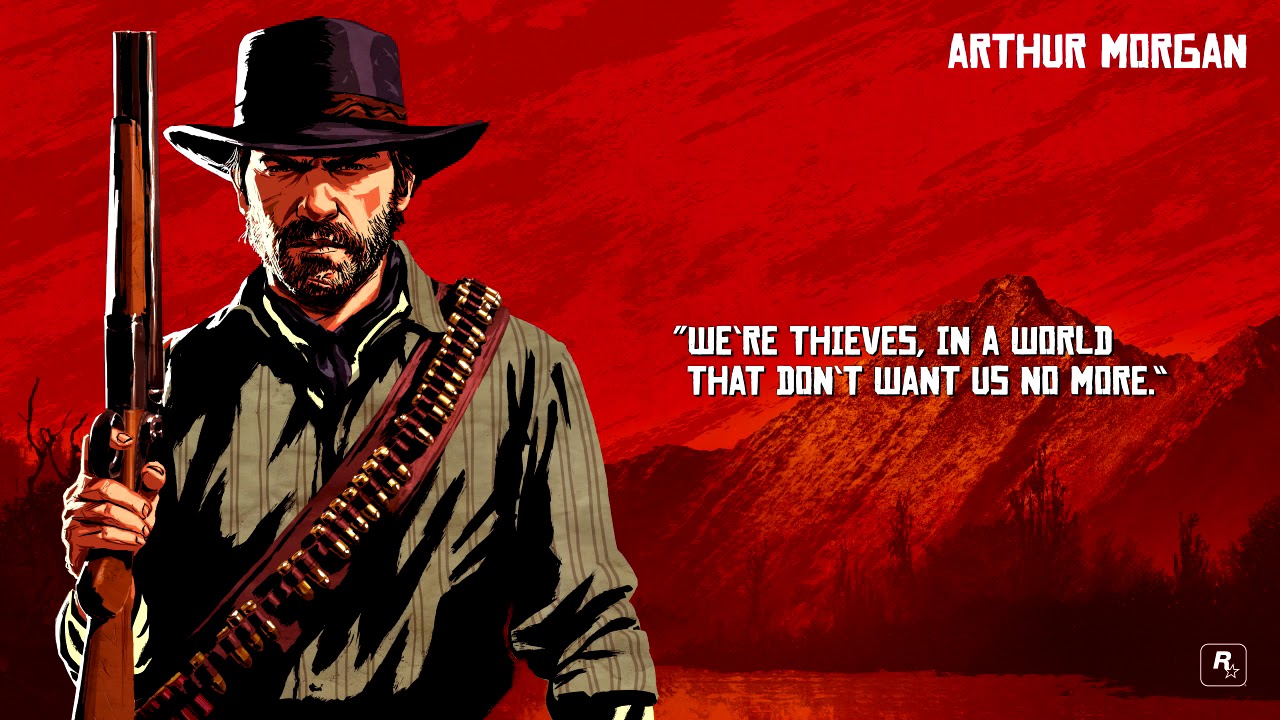 ARTHUR MORGAN
"WE'RE THIEVES, IN A WORLD
THAT DON'T WANT US NO MORE."
R